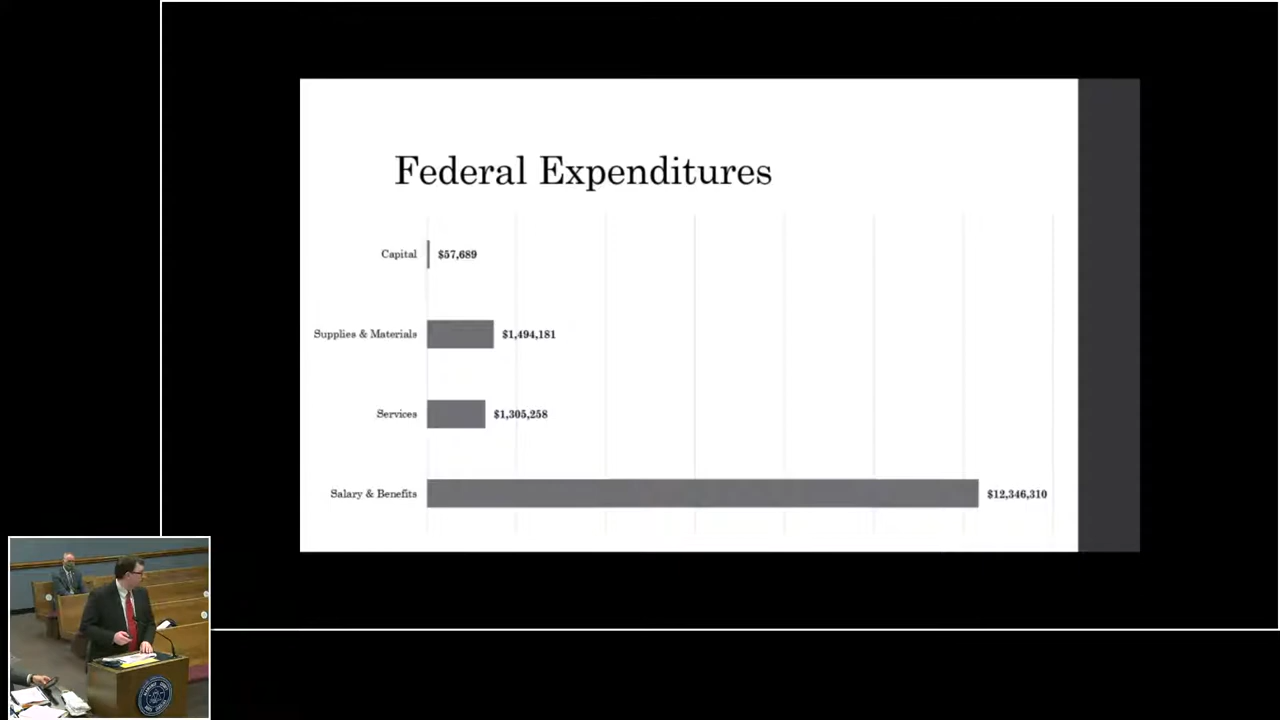 Federal Expenditures
Capital $57,689
Supplies & Materials $1,494,181
Services $1,305,258
Salary & Benefits $12,346,310